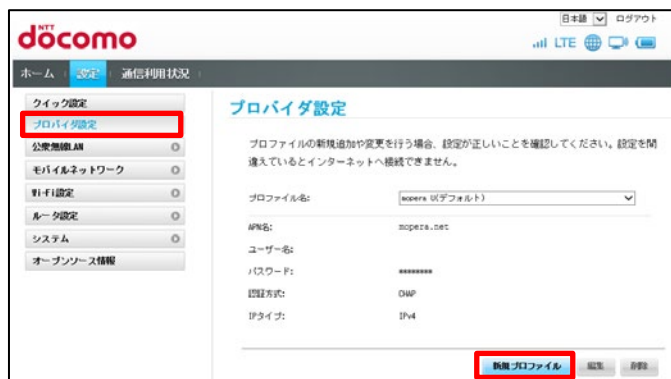 日本語 ログアウト
NTT
döcomo
LTE
ホーム 設定 通信利用状況
クイック設定
プロバイダ設定
公衆無線LAN
モバイルネットワーク
Wi-Fi設定
ルータ設定
システム
オープンソース情報
プロバイダ設定
プロファイルの新規追加や変更を行う場合、設定が正しいことを確認してください。設定を間
違えているとインターネットへ接続できません。
プロファイル名: mopera U(デフォルト)
APN名: mopera.net
ユーザー名:
パスワード: ********
認証方式: CHAP
IPタイプ: IPv4
新規プロファイル 編集 削除